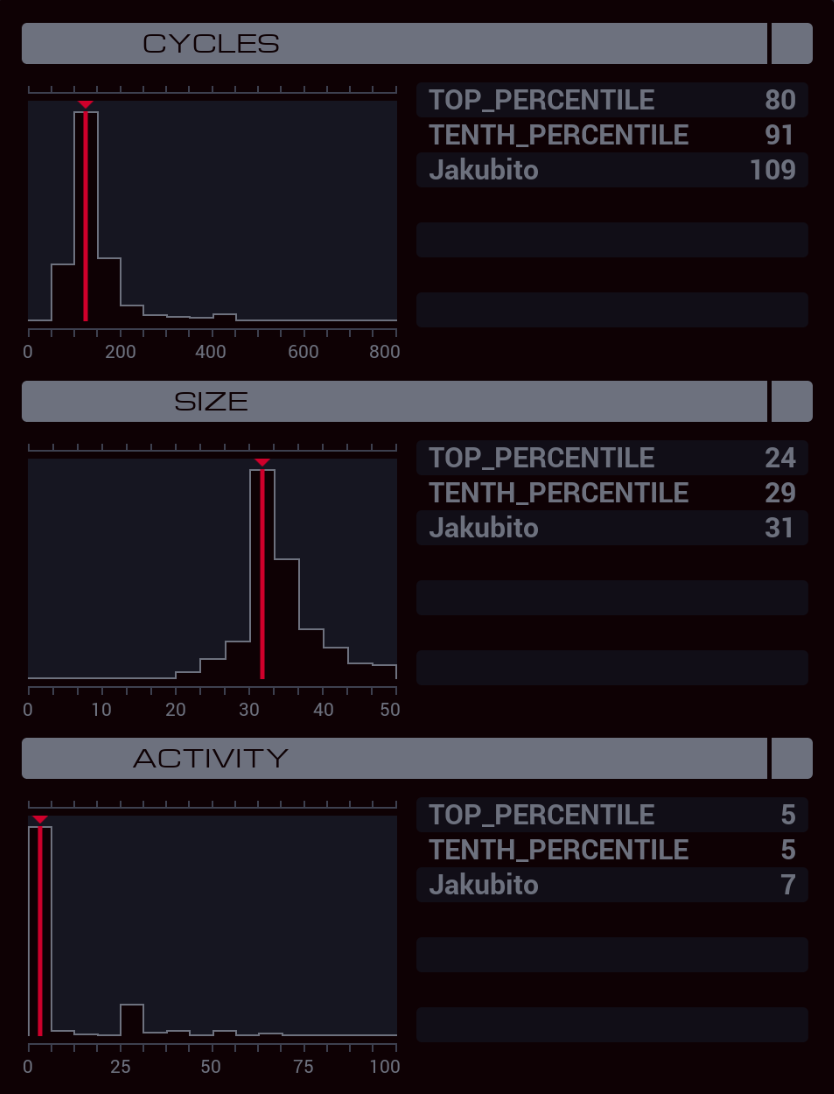 CYCLES
TOP_PERCENTILE 80
TENTH_PERCENTILE 91
Jakubito 109
0 200 400 600 800
SIZE
TOP_PERCENTILE 24
TENTH_PERCENTILE 29
Jakubito 31
0 10 20 30 40 50
ACTIVITY
TOP_PERCENTILE 5
TENTH_PERCENTILE 5
Jakubito 7
0 25 50 75 100